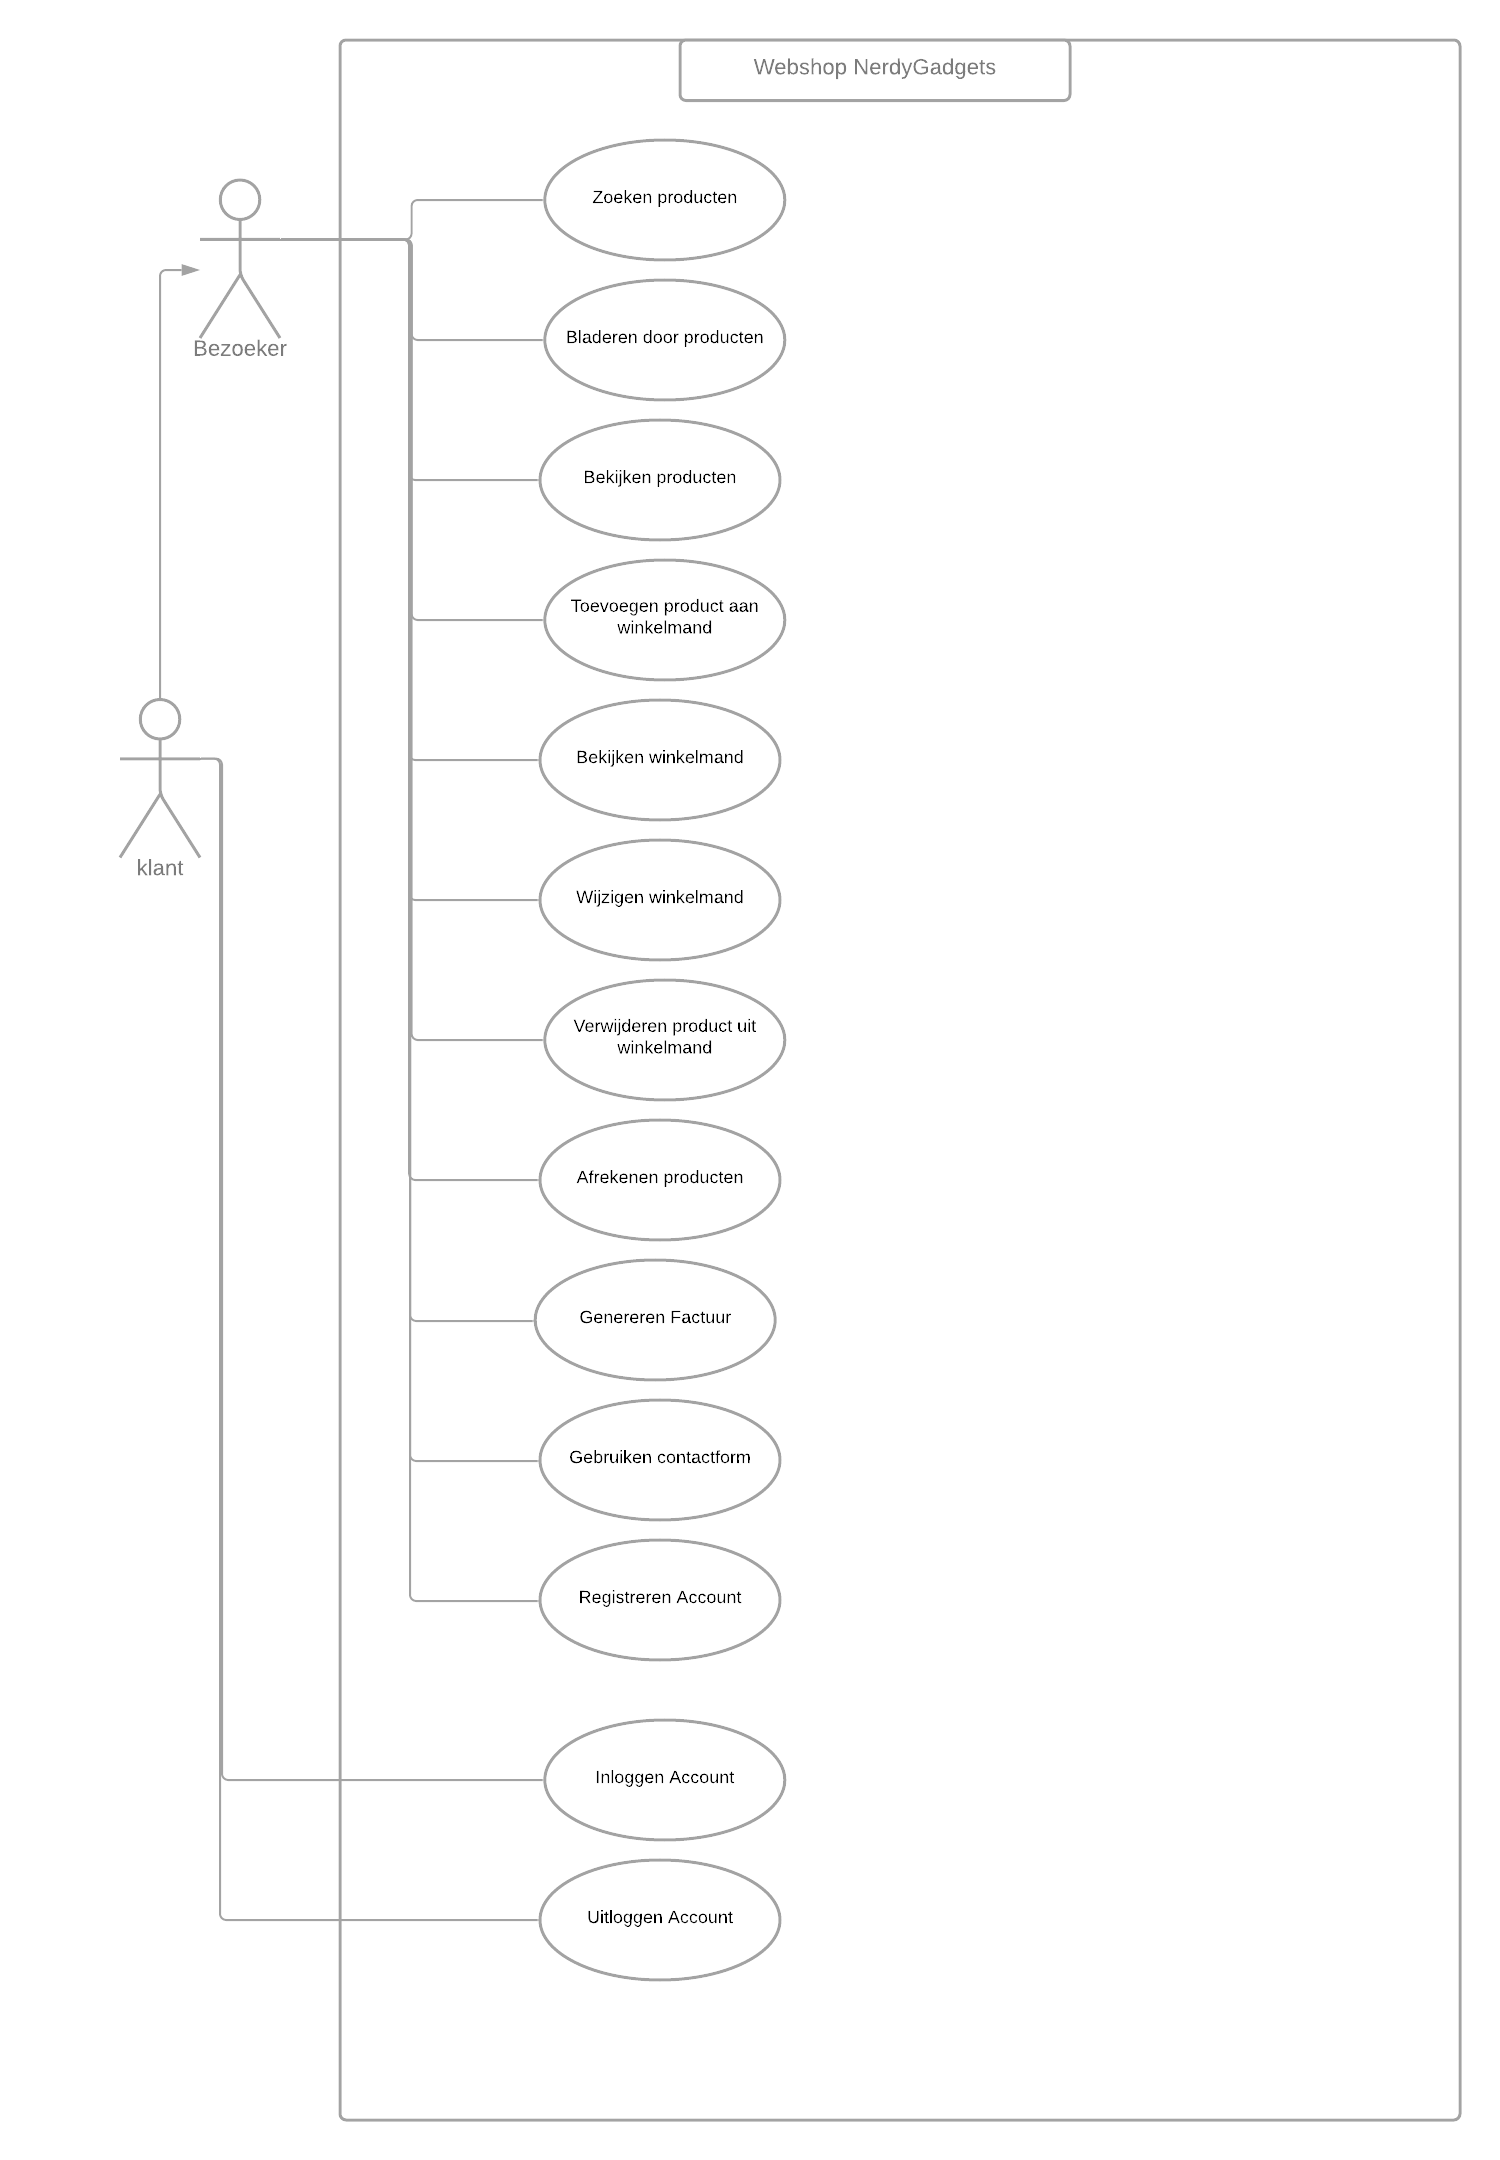 Webshop NerdyGadgets
Zoeken producten
Bezoeker
Bladeren door producten
Bekijken producten
Toevoegen product aan
winkelmand
Bekijken winkelmand
klant
Wijzigen winkelmand
Verwijderen product uit
winkelmand
Afrekenen producten
Genereren Factuur
Gebruiken contactform
Registreren Account
Inloggen Account
Uitloggen Account